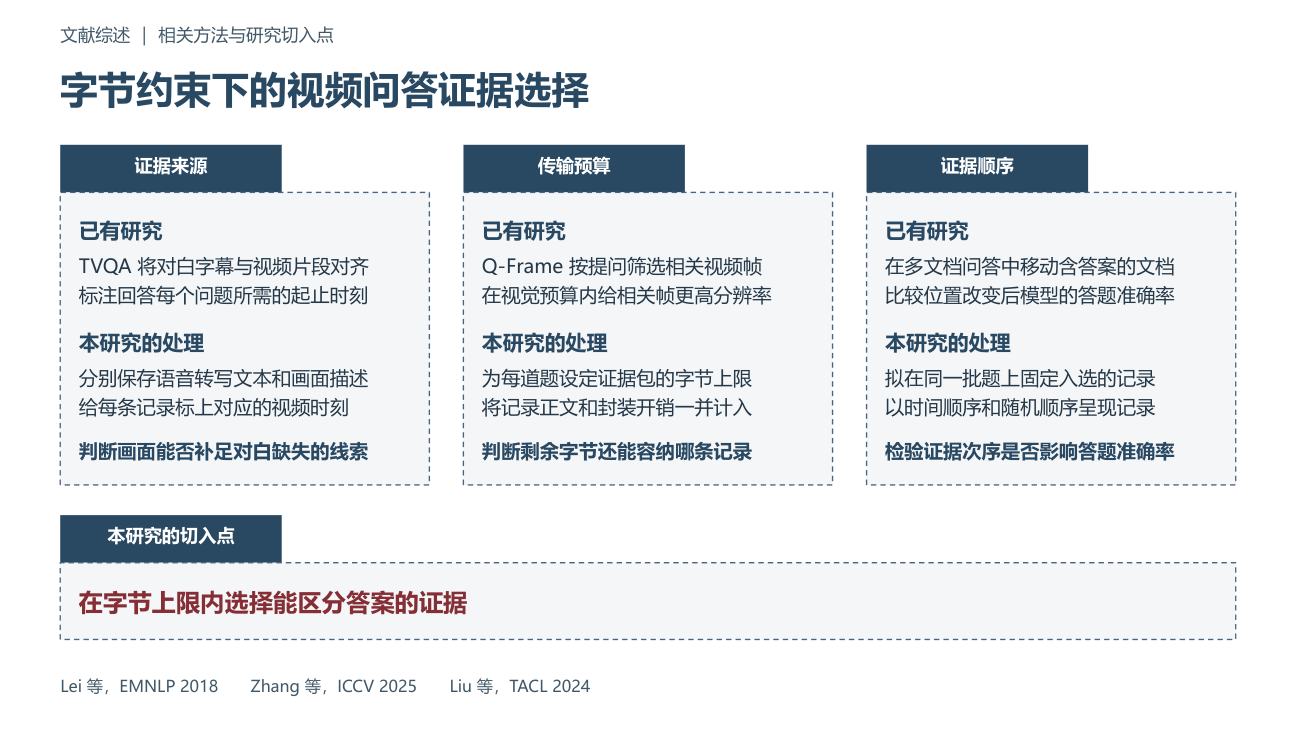 文献综述 | 相关方法与研究切入点
字节约束下的视频问答证据选择
证据来源
已有研究
TVQA 将对白字幕与视频片段对齐
标注回答每个问题所需的起止时刻
本研究的处理
分别保存语音转写文本和画面描述
给每条记录标上对应的视频时刻
判断画面能否补足对白缺失的线索
传输预算
已有研究
Q-Frame 按提问筛选相关视频帧
在视觉预算内给相关帧更高分辨率
本研究的处理
为每道题设定证据包的字节上限
将记录正文和封装开销一并计入
判断剩余字节还能容纳哪条记录
证据顺序
已有研究
在多文档问答中移动含答案的文档
比较位置改变后模型的答题准确率
本研究的处理
拟在同一批题上固定入选的记录
以时间顺序和随机顺序呈现记录
检验证据次序是否影响答题准确率
本研究的切入点
在字节上限内选择能区分答案的证据
Lei 等，EMNLP 2018 Zhang 等，ICCV 2025 Liu 等，TACL 2024